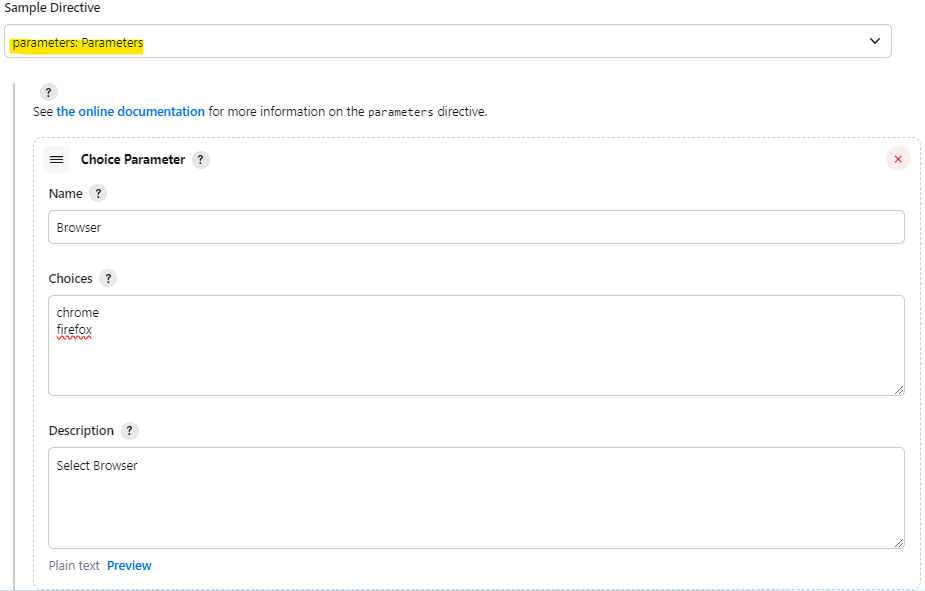 Sample Directive
parameters: Parameters
?
See the online documentation for more information on the parameters directive.
Choice Parameter ?
Name ?
Browser
Choices ?
chrome
firefox
Description ?
Select Browser
Plain text Preview